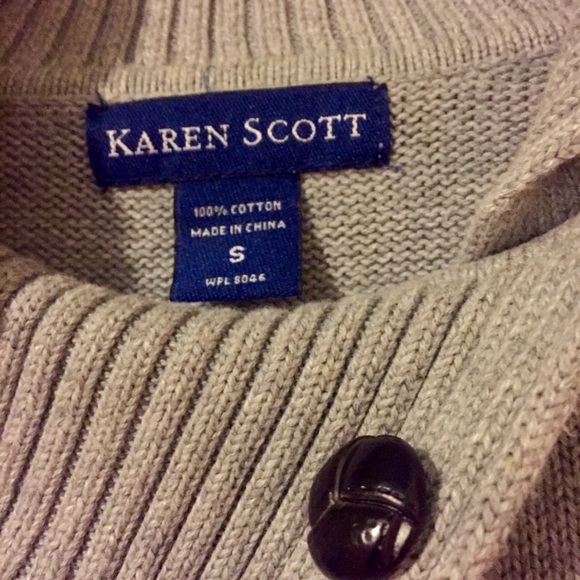 KAREN SCOTT
100% COTTON
MADE IN CHINA
S
WPL 8046